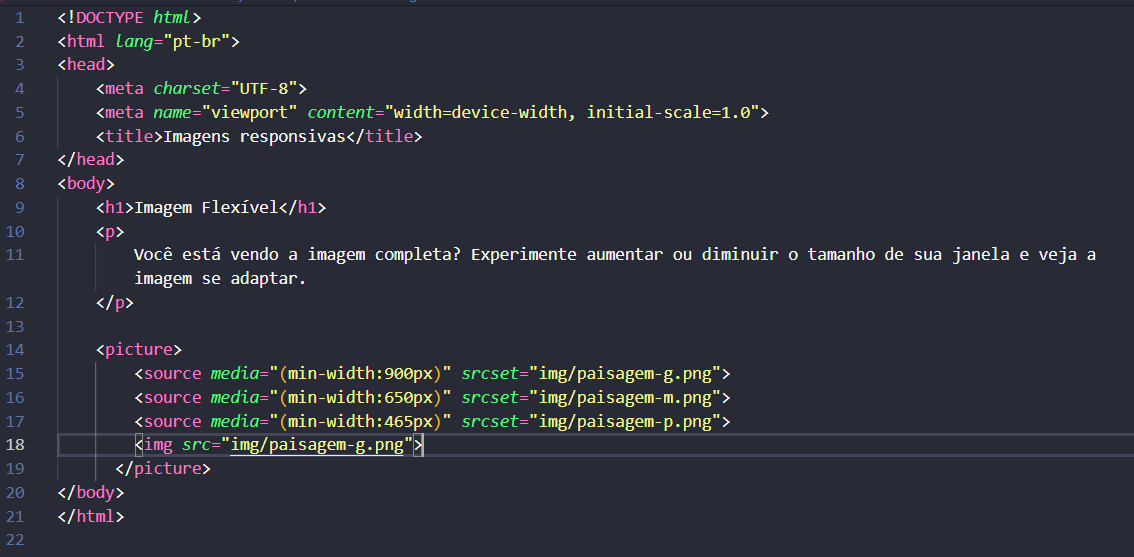 1 <!DOCTYPE html>
2 <html lang="pt-br">
3 <head>
4     <meta charset="UTF-8">
5     <meta name="viewport" content="width=device-width, initial-scale=1.0">
6     <title>Imagens responsivas</title>
7 </head>
8 <body>
9     <h1>Imagem Flexível</h1>
10     <p>
11         Você está vendo a imagem completa? Experimente aumentar ou diminuir o tamanho de sua janela e veja a
imagem se adaptar.
12     </p>
13
14     <picture>
15         <source media="(min-width:900px)" srcset="img/paisagem-g.png">
16         <source media="(min-width:650px)" srcset="img/paisagem-m.png">
17         <source media="(min-width:465px)" srcset="img/paisagem-p.png">
18         <img src="img/paisagem-g.png">
19       </picture>
20 </body>
21 </html>
22